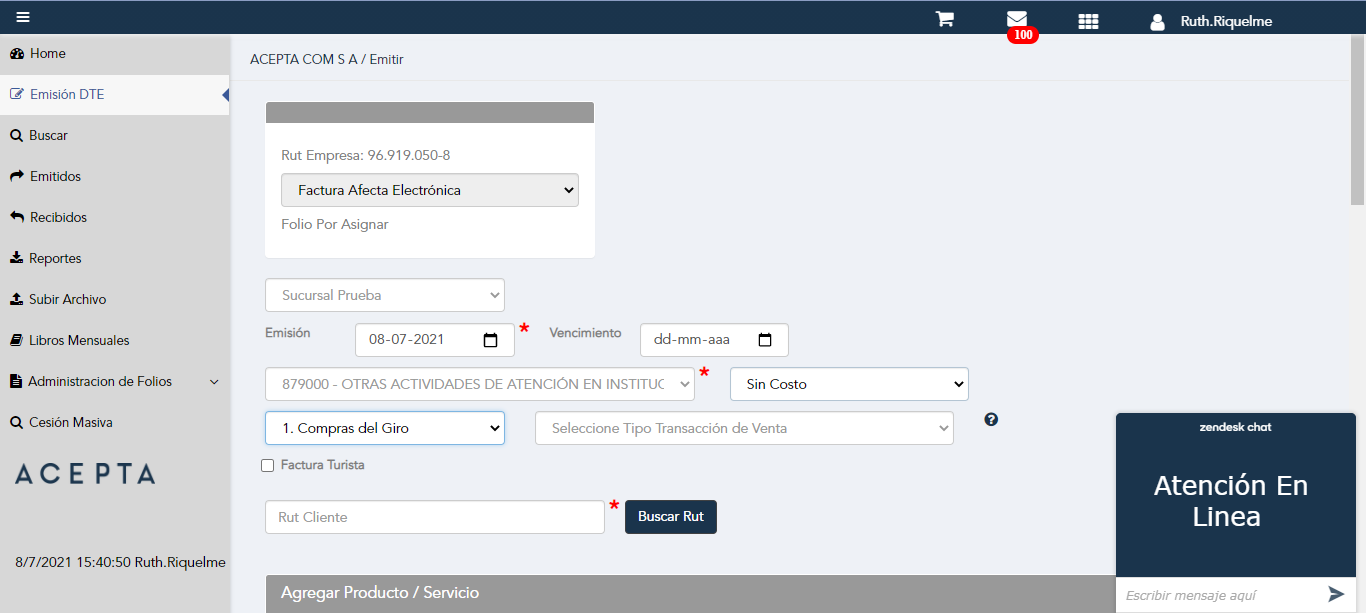 100
Ruth.Riquelme
Home
Emisión DTE
Buscar
Emitidos
Recibidos
Reportes
Subir Archivo
Libros Mensuales
Administracion de Folios
Cesión Masiva
ACEPTA
8/7/2021 15:40:50 Ruth.Riquelme
ACEPTA COM S A / Emitir
Rut Empresa: 96.919.050-8
Factura Afecta Electrónica
Folio Por Asignar
Sucursal Prueba
Emisión 08-07-2021 * Vencimiento dd-mm-aaa
879000 - OTRAS ACTIVIDADES DE ATENCIÓN EN INSTITUC * Sin Costo
1. Compras del Giro Seleccione Tipo Transacción de Venta ?
Factura Turista
Rut Cliente * Buscar Rut
Agregar Producto / Servicio
zendesk chat
Atención En
Linea
Escribir mensaje aquí